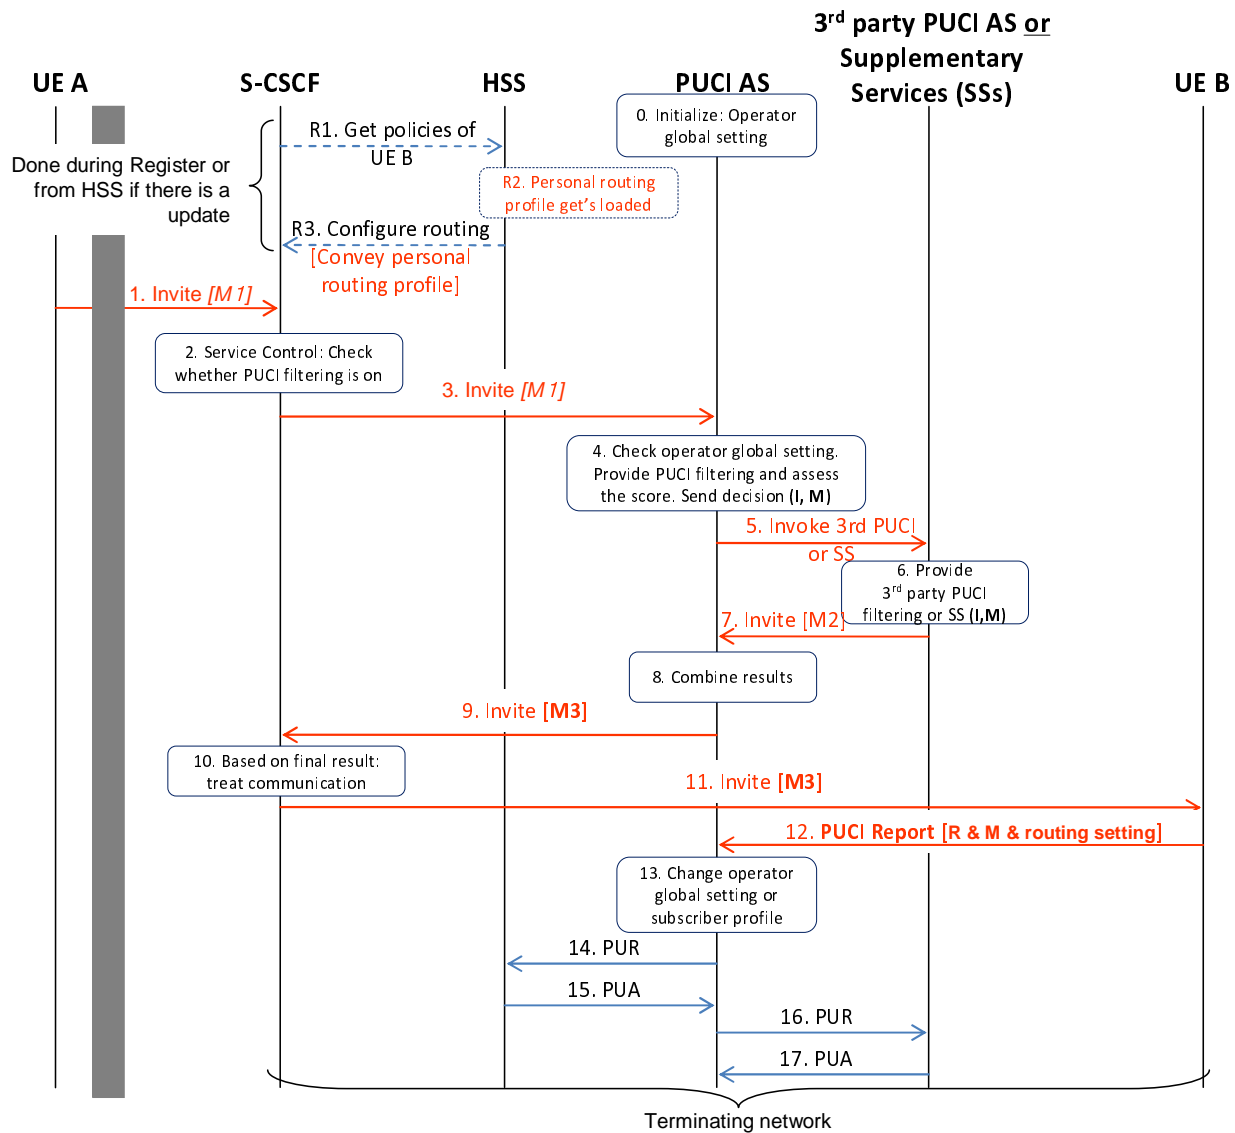 3rd party PUCI AS or
Supplementary
Services (SSs)
UE A
S-CSCF
HSS
PUCI AS
UE B
0. Initialize: Operator
global setting
R1. Get policies of
UE B
Done during Register or
from HSS if there is a
update
R2. Personal routing
profile get's loaded
R3. Configure routing
[Convey personal
routing profile]
1. Invite [M1]
2. Service Control: Check
whether PUCI filtering is on
3. Invite [M1]
4. Check operator global setting.
Provide PUCI filtering and assess
the score. Send decision (I, M)
5. Invoke 3rd PUCI
or SS
6. Provide
3rd party PUCI
filtering or SS (I,M)
7. Invite [M2]
8. Combine results
9. Invite [M3]
10. Based on final result:
treat communication
11. Invite [M3]
12. PUCI Report [R & M & routing setting]
13. Change operator
global setting or
subscriber profile
14. PUR
15. PUA
16. PUR
17. PUA
Terminating network